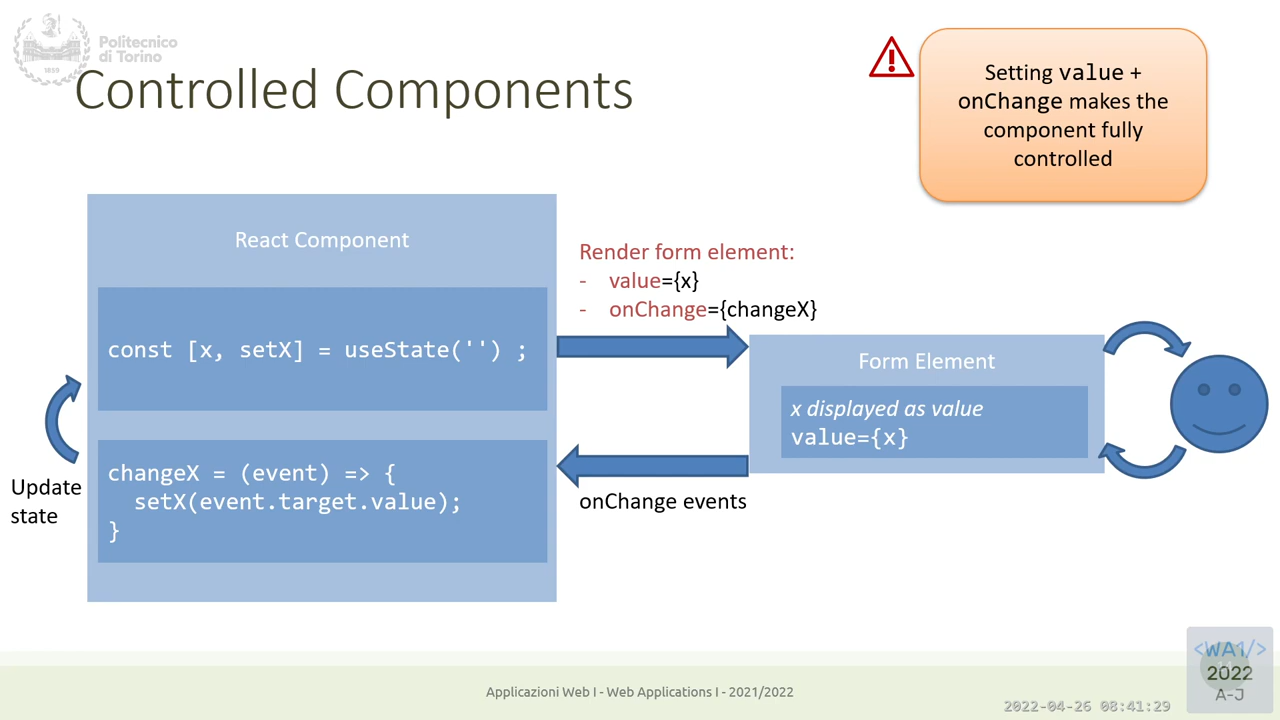 Politecnico
di Torino
1859
Controlled Components
Setting value +
onChange makes the
component fully
controlled
React Component
const [x, setX] = useState('') ;
changeX = (event) => {
setX(event.target.value);
}
Update
state
Render form element:
- value={x}
- onChange={changeX}
Form Element
x displayed as value
value={x}
onChange events
Applicazioni Web I - Web Applications I - 2021/2022
2022-04-26 08:41:29
<WA1/>
2022
A-J